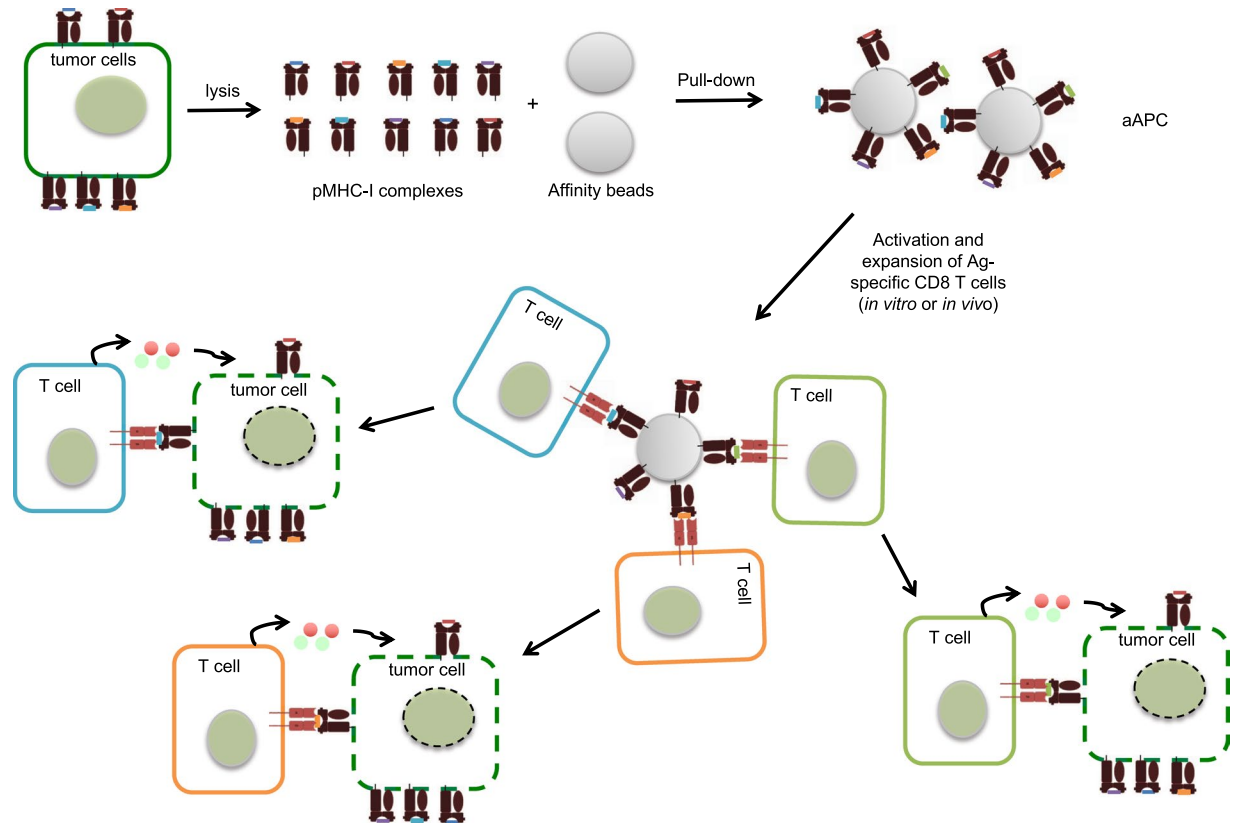 tumor cells
lysis
pMHC-I complexes
+
Affinity beads
Pull-down
aAPC
Activation and
expansion of Ag-
specific CD8 T cells
(in vitro or in vivo)
T cell
T cell
tumor cell
T cell
T cell
T cell
tumor cell
T cell
tumor cell